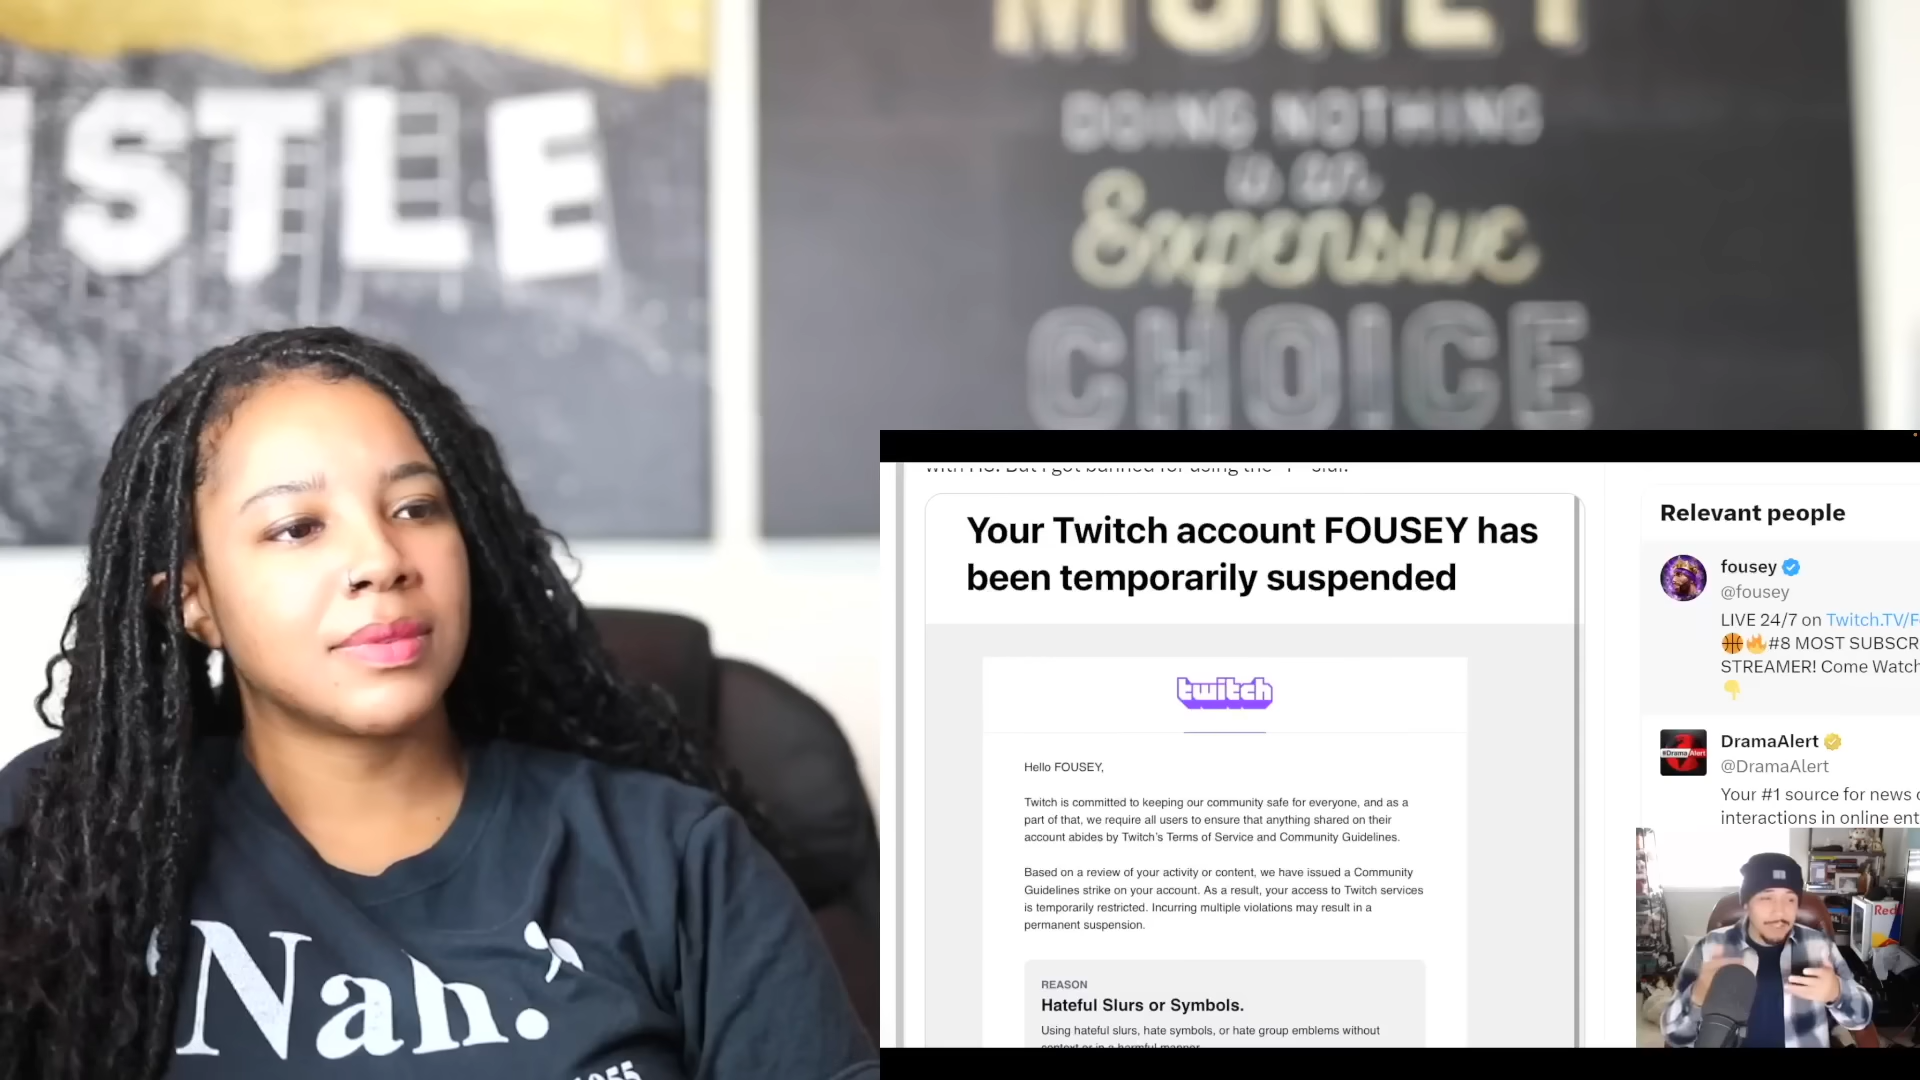 USTLE
MONEY
DOING NOTHING
is an
Expensive
CHOICE
'Nah.'
1955
Your Twitch account FOUSEY has
been temporarily suspended
twitch
Hello FOUSEY,
Twitch is committed to keeping our community safe for everyone, and as a
part of that, we require all users to ensure that anything shared on their
account abides by Twitch's Terms of Service and Community Guidelines.
Based on a review of your activity or content, we have issued a Community
Guidelines strike on your account. As a result, your access to Twitch services
is temporarily restricted. Incurring multiple violations may result in a
permanent suspension.
REASON
Hateful Slurs or Symbols.
Using hateful slurs, hate symbols, or hate group emblems without
Relevant people
fousey
@fousey
LIVE 24/7 on Twitch.TV/F
#8 MOST SUBSCR
STREAMER! Come Watch
#DramaAlert
DramaAlert
@DramaAlert
Your #1 source for news
interactions in online ent
Red